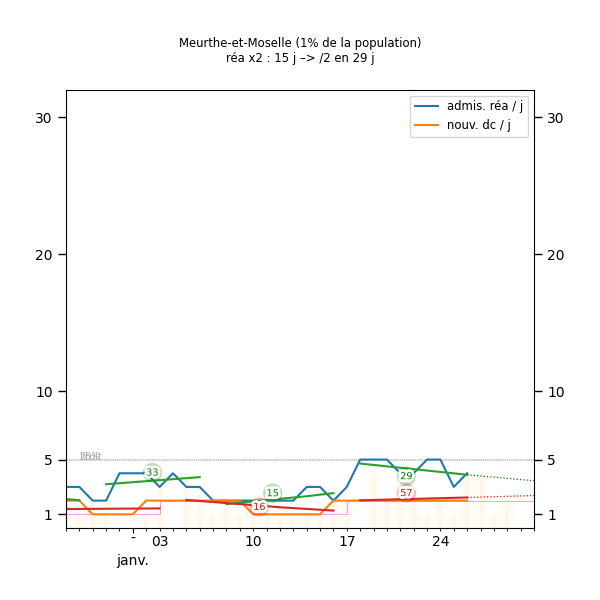 Meurthe-et-Moselle (1% de la population)
réa x2 : 15 j –> /2 en 29 j
admis. réa / j
nouv. dc / j
30 30
20 20
10 10
5 5
33 29
15 57
16
1 1
- 03 10 17 24
janv.